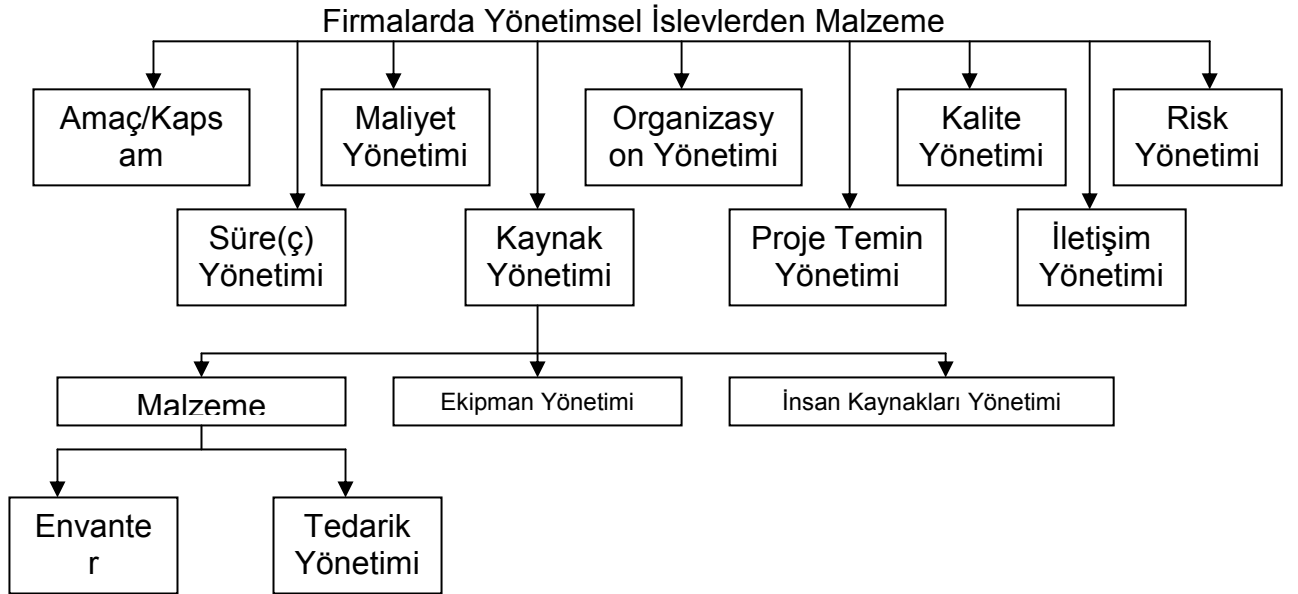 Firmalarda Yönetimsel İşlevlerden Malzeme
Amaç/Kaps
am
Maliyet
Yönetimi
Organizasy
on Yönetimi
Kalite
Yönetimi
Risk
Yönetimi
Süre(ç)
Yönetimi
Kaynak
Yönetimi
Proje Temin
Yönetimi
İletişim
Yönetimi
Malzeme
Ekipman Yönetimi
İnsan Kaynakları Yönetimi
Envante
r
Tedarik
Yönetimi